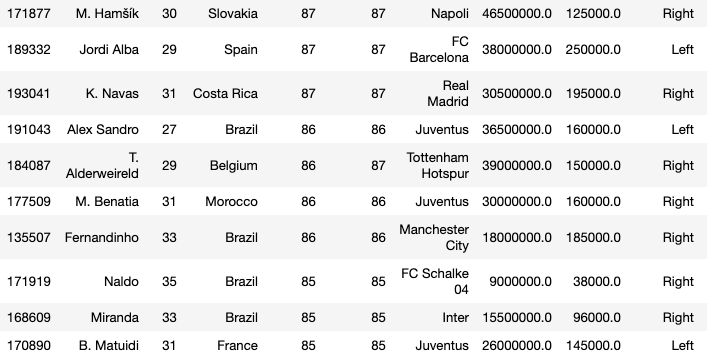 171877 M. Hamšík 30 Slovakia 87 87 Napoli 46500000.0 125000.0 Right
189332 Jordi Alba 29 Spain 87 87 FC Barcelona 38000000.0 250000.0 Left
193041 K. Navas 31 Costa Rica 87 87 Real Madrid 30500000.0 195000.0 Right
191043 Alex Sandro 27 Brazil 86 86 Juventus 36500000.0 160000.0 Left
184087 T. Alderweireld 29 Belgium 86 87 Tottenham Hotspur 39000000.0 150000.0 Right
177509 M. Benatia 31 Morocco 86 86 Juventus 30000000.0 160000.0 Right
135507 Fernandinho 33 Brazil 86 86 Manchester City 18000000.0 185000.0 Right
171919 Naldo 35 Brazil 85 85 FC Schalke 04 9000000.0 38000.0 Right
168609 Miranda 33 Brazil 85 85 Inter 15500000.0 96000.0 Right
170890 B. Matuidi 31 France 85 85 Juventus 26000000.0 145000.0 Left